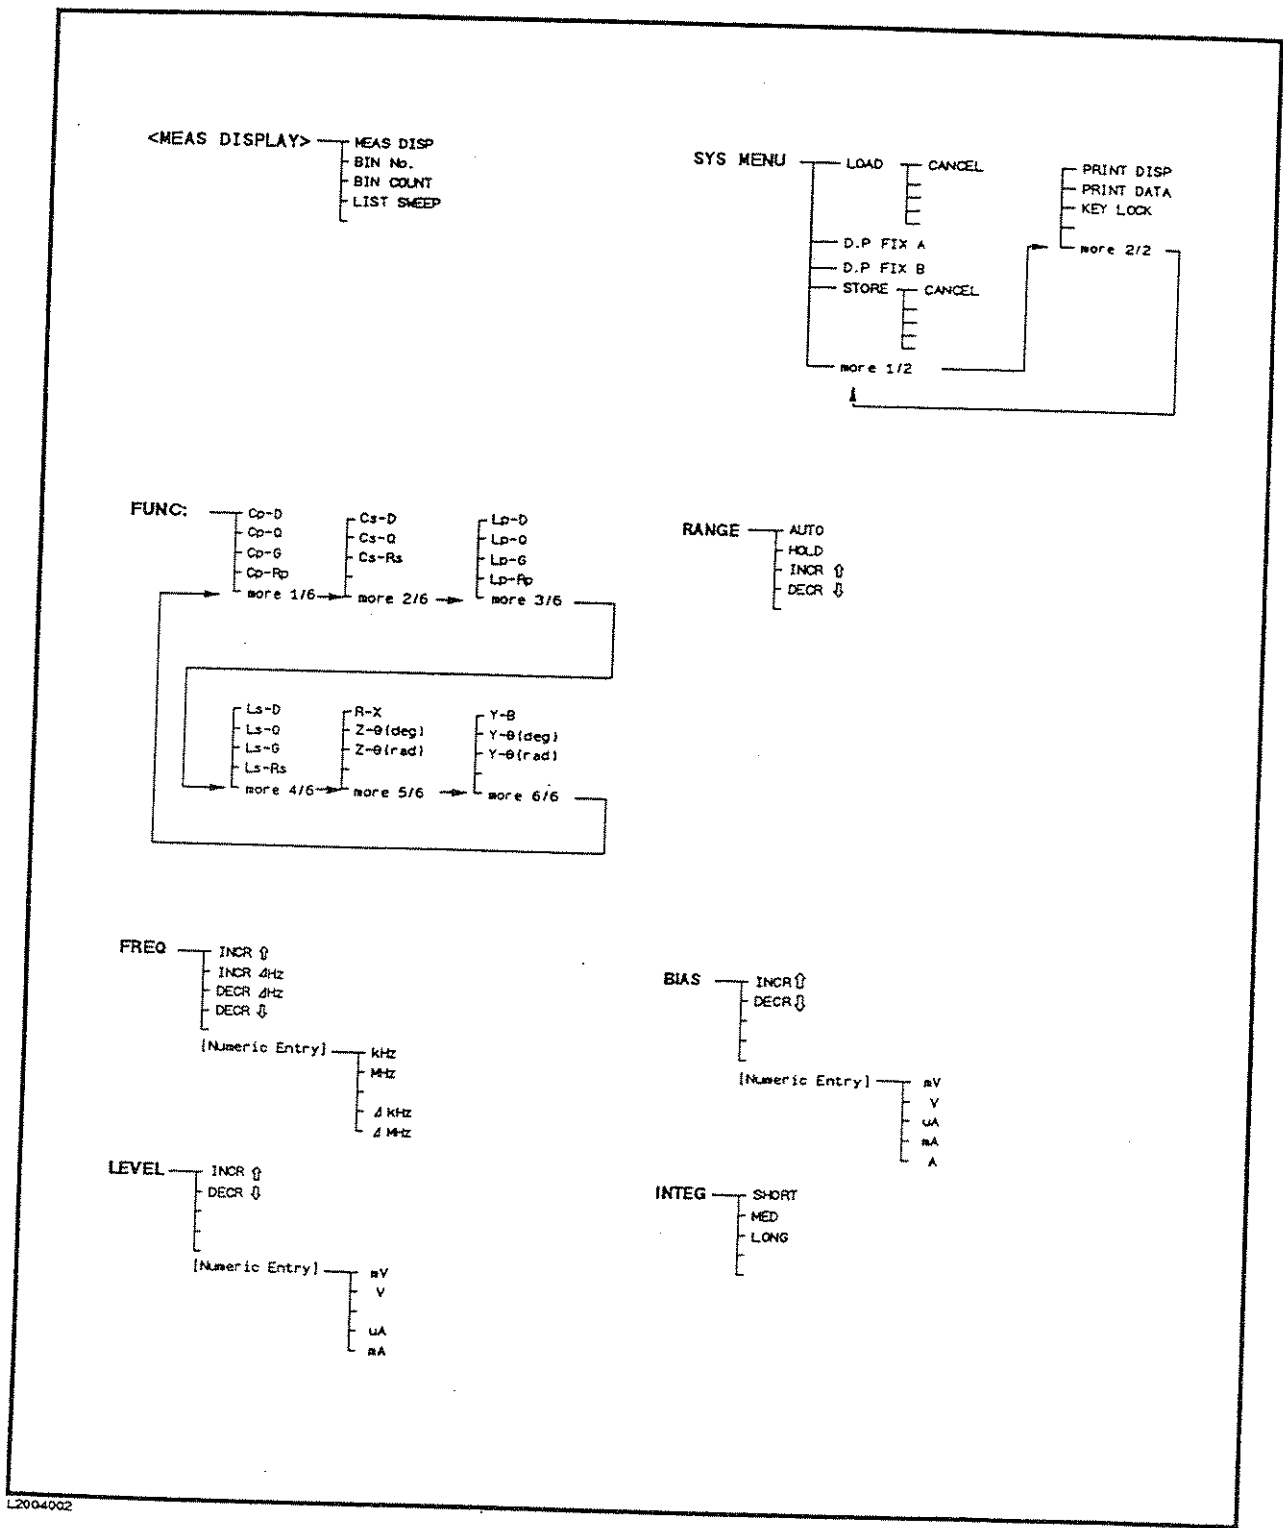 <MEAS DISPLAY>
MEAS DISP
BIN No.
BIN COUNT
LIST SWEEP
SYS MENU
LOAD
CANCEL
D.P FIX A
D.P FIX B
STORE
CANCEL
more 1/2
PRINT DISP
PRINT DATA
KEY LOCK
more 2/2
FUNC:
Cp-D
Cp-Q
Cp-G
Cp-Rp
more 1/6
Cs-D
Cs-Q
Cs-Rs
more 2/6
Lp-D
Lp-Q
Lp-G
Lp-Rp
more 3/6
Ls-D
Ls-Q
Ls-G
Ls-Rs
more 4/6
R-X
Z-θ(deg)
Z-θ(rad)
more 5/6
Y-B
Y-θ(deg)
Y-θ(rad)
more 6/6
RANGE
AUTO
HOLD
INCR ⇧
DECR ⇩
FREQ
INCR ⇧
INCR ΔHz
DECR ΔHz
DECR ⇩
[Numeric Entry]
kHz
MHz
Δ kHz
Δ MHz
BIAS
INCR ⇧
DECR ⇩
[Numeric Entry]
mV
V
uA
mA
A
LEVEL
INCR ⇧
DECR ⇩
[Numeric Entry]
mV
V
uA
mA
INTEG
SHORT
MED
LONG
L2004002